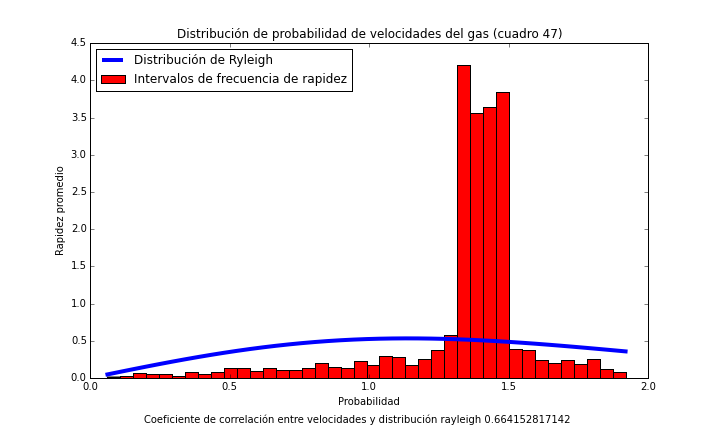 Distribución de probabilidad de velocidades del gas (cuadro 47)
Distribución de Ryleigh
Intervalos de frecuencia de rapidez
Rapidez promedio
4.5
4.0
3.5
3.0
2.5
2.0
1.5
1.0
0.5
0.0
0.0 0.5 1.0 1.5 2.0
Probabilidad
Coeficiente de correlación entre velocidades y distribución rayleigh 0.664152817142